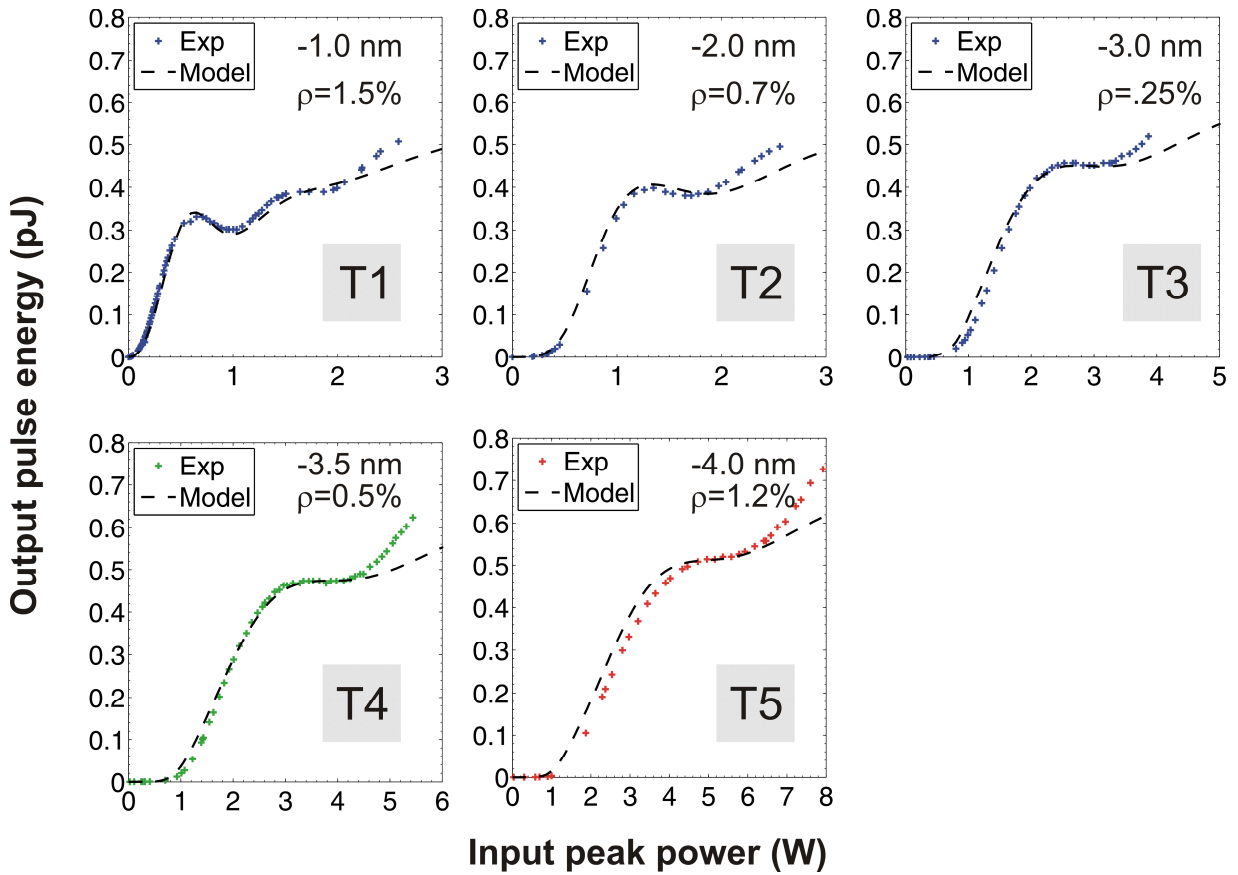 Output pulse energy (pJ)
0.8
0.7
0.6
0.5
0.4
0.3
0.2
0.1
0
0 1 2 3
Exp
Model
-1.0 nm
ρ=1.5%
T1
0.8
0.7
0.6
0.5
0.4
0.3
0.2
0.1
0
0 1 2 3
Exp
Model
-2.0 nm
ρ=0.7%
T2
0.8
0.7
0.6
0.5
0.4
0.3
0.2
0.1
0
0 1 2 3 4 5
Exp
Model
-3.0 nm
ρ=.25%
T3
0.8
0.7
0.6
0.5
0.4
0.3
0.2
0.1
0
0 1 2 3 4 5 6
Exp
Model
-3.5 nm
ρ=0.5%
T4
0.8
0.7
0.6
0.5
0.4
0.3
0.2
0.1
0
0 1 2 3 4 5 6 7 8
Exp
Model
-4.0 nm
ρ=1.2%
T5
Input peak power (W)